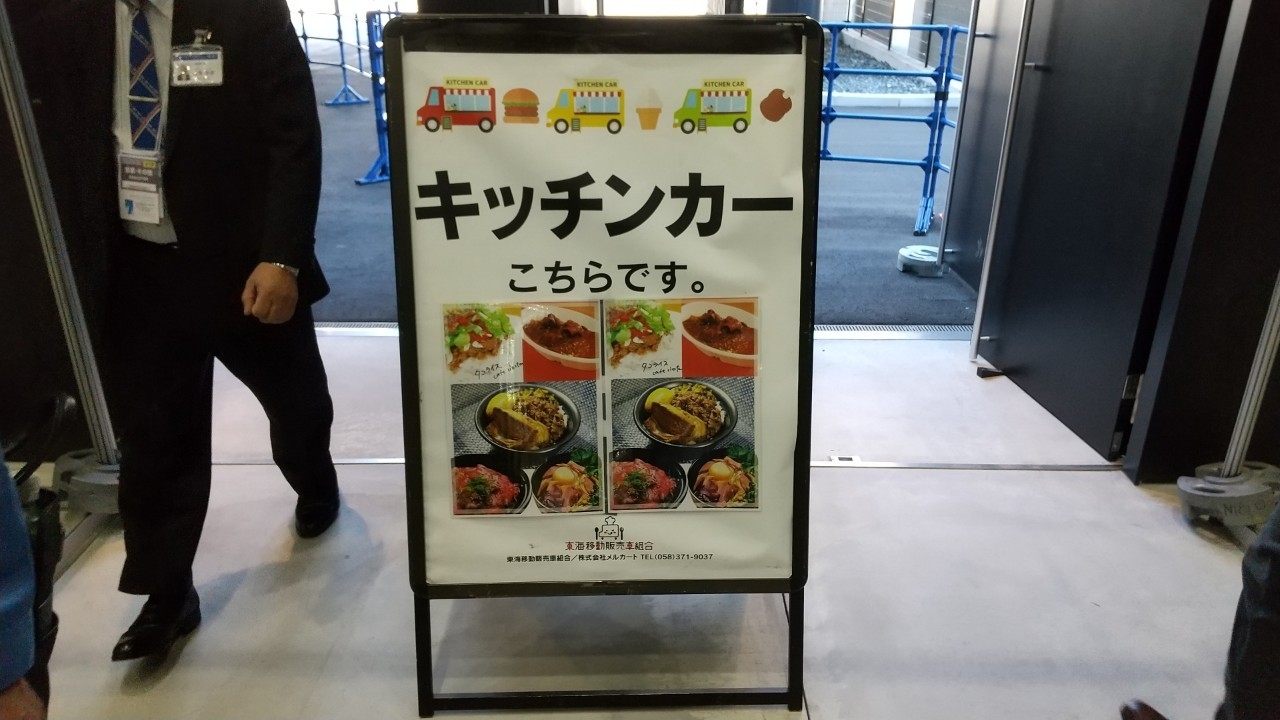 KITCHEN CAR KITCHEN CAR KITCHEN CAR
キッチンカー
こちらです。
タコライス タコライス
東海移動販売車組合
東海移動販売車組合/株式会社メルカート TEL(058)371-9037